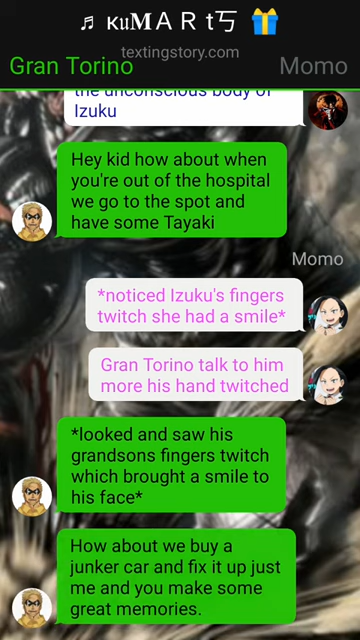 ♬ ĸυMA R t丂 🎁
textingstory.com
Gran Torino Momo
the unconscious body of
Izuku
Hey kid how about when
you're out of the hospital
we go to the spot and
have some Tayaki
Momo
*noticed Izuku's fingers
twitch she had a smile*
Gran Torino talk to him
more his hand twitched
*looked and saw his
grandsons fingers twitch
which brought a smile to
his face*
How about we buy a
junker car and fix it up just
me and you make some
great memories.